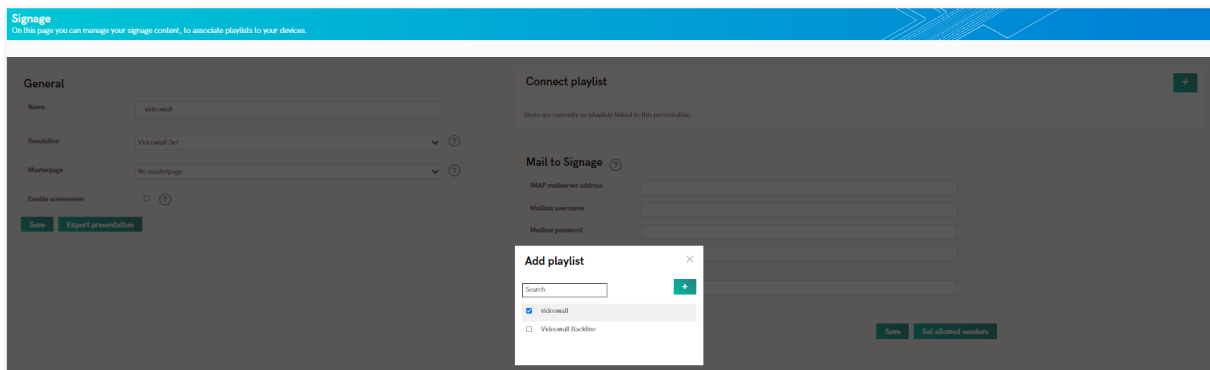 Signage
On this page you can manage your signage content, to associate playlists to your devices.
General
Name
videowall
Resolution
Videowall 3x1
?
Masterpage
No masterpage
?
Enable screensaver
?
Save
Export presentation
Connect playlist
+
There are currently no playlists linked to this presentation.
Mail to Signage
?
IMAP mailserver address
Mailbox username
Mailbox password
Add playlist
Search
+
videowall
Videowall Backline
Save
Set allowed senders